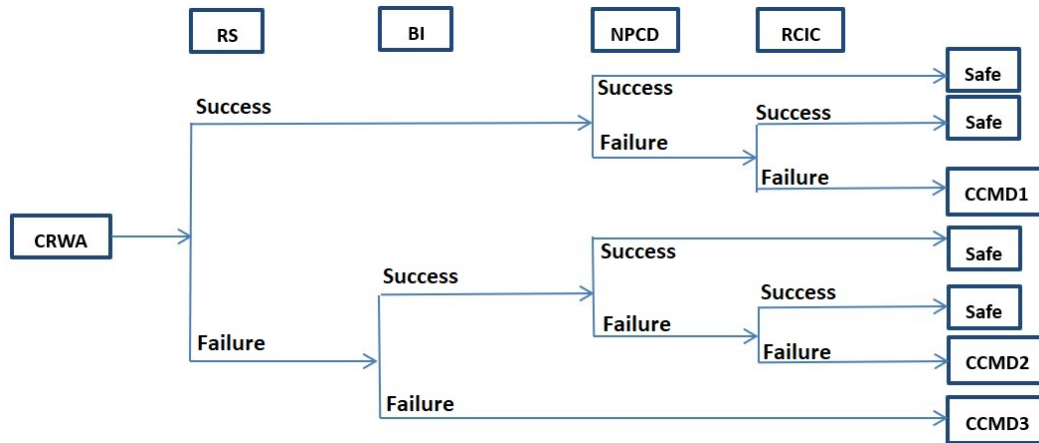 RS BI NPCD RCIC
Safe
Success
Success Success Safe
Failure
Failure CCMD1
CRWA
Success Safe
Success
Success Safe
Failure
Failure Failure CCMD2
Failure CCMD3